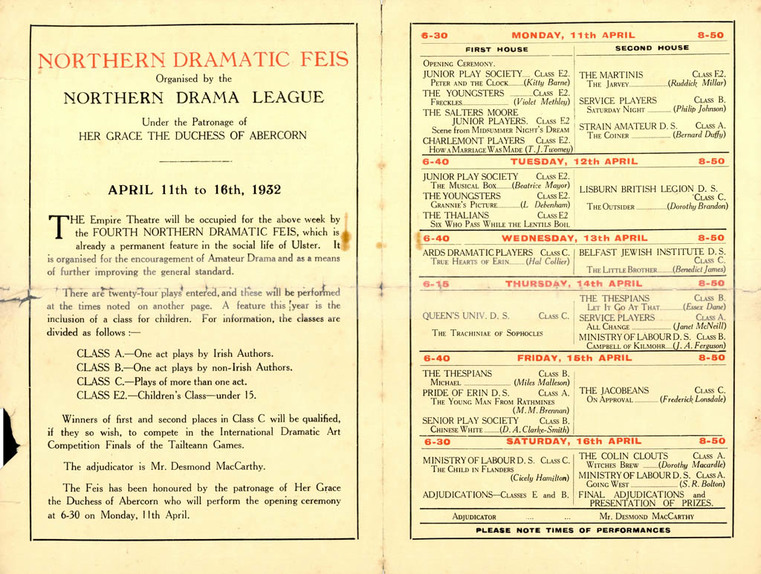 NORTHERN DRAMATIC FEIS
Organised by the
NORTHERN DRAMA LEAGUE
Under the Patronage of
HER GRACE THE DUCHESS OF ABERCORN
APRIL 11th to 16th, 1932
THE Empire Theatre will be occupied for the above week by
the FOURTH NORTHERN DRAMATIC FEIS, which is
already a permanent feature in the social life of Ulster. It
is organised for the encouragement of Amateur Drama and as a means
of further improving the general standard.
There are twenty-four plays entered, and these will be performed
at the times noted on another page. A feature this year is the
inclusion of a class for children. For information, the classes are
divided as follows :—
CLASS A.—One act plays by Irish Authors.
CLASS B.—One act plays by non-Irish Authors.
CLASS C.—Plays of more than one act.
CLASS E2.—Children's Class—under 15.
Winners of first and second places in Class C will be qualified,
if they so wish, to compete in the International Dramatic Art
Competition Finals of the Tailteann Games.
The adjudicator is Mr. Desmond MacCarthy.
The Feis has been honoured by the patronage of Her Grace
the Duchess of Abercorn who will perform the opening ceremony
at 6-30 on Monday, 11th April.
6-30 MONDAY, 11th APRIL 8-50
FIRST HOUSE
OPENING CEREMONY.
JUNIOR PLAY SOCIETY... CLASS E2.
PETER AND THE CLOCK......(Kitty Barne)
THE YOUNGSTERS CLASS E2.
FRECKLES.................. (Violet Methley)
THE SALTERS MOORE
JUNIOR PLAYERS. CLASS E2
Scene from MIDSUMMER NIGHT'S DREAM
CHARLEMONT PLAYERS CLASS E2.
HOW A MARRIAGE WAS MADE (T. J. Twomey)
SECOND HOUSE
THE MARTINIS CLASS E2.
THE JARVEY..............(Ruddick Millar)
SERVICE PLAYERS CLASS B.
SATURDAY NIGHT .......... (Philip Johnson)
STRAIN AMATEUR D. S. CLASS A.
THE COINER ............ (Bernard Duffy)
6-40 TUESDAY, 12th APRIL 8-50
JUNIOR PLAY SOCIETY CLASS E2.
THE MUSICAL BOX.......(Beatrice Mayor)
THE YOUNGSTERS CLASS E2.
GRANNIE'S PICTURE .......(L. Debenham)
THE THALIANS CLASS E2
SIX WHO PASS WHILE THE LENTILS BOIL
LISBURN BRITISH LEGION D. S.
CLASS C.
THE OUTSIDER ............(Dorothy Brandon)
6-40 WEDNESDAY, 13th APRIL 8-50
ARDS DRAMATIC PLAYERS CLASS C.
TRUE HEARTS OF ERIN......(Hal Collier)
BELFAST JEWISH INSTITUTE D. S.
CLASS C.
THE LITTLE BROTHER.......(Benedict James)
6-15 THURSDAY, 14th APRIL 8-50
QUEEN'S UNIV. D. S. CLASS C.
THE TRACHINIAE OF SOPHOCLES
THE THESPIANS CLASS B.
LET IT GO AT THAT............(Essex Dane)
SERVICE PLAYERS CLASS A.
ALL CHANGE ............ (Janet McNeill)
MINISTRY OF LABOUR D. S. CLASS B.
CAMPBELL OF KILMOHR...(J. A. Ferguson)
6-40 FRIDAY, 15th APRIL 8-50
THE THESPIANS CLASS B.
MICHAEL .................. (Miles Malleson)
PRIDE OF ERIN D. S. CLASS A.
THE YOUNG MAN FROM RATHMINES
(M. M. Brennan)
SENIOR PLAY SOCIETY CLASS B.
CHINESE WHITE .......(D. A. Clarke-Smith)
THE JACOBEANS CLASS C.
ON APPROVAL ..........(Frederick Lonsdale)
6-30 SATURDAY, 16th APRIL 8-50
MINISTRY OF LABOUR D. S. CLASS C.
THE CHILD IN FLANDERS
(Cicely Hamilton)
ADJUDICATIONS—CLASSES E and B.
THE COLIN CLOUTS CLASS A.
WITCHES BREW .......(Dorothy Macardle)
MINISTRY OF LABOUR D. S. CLASS A.
GOING WEST ................ (S. R. Bolton)
FINAL ADJUDICATIONS and
PRESENTATION OF PRIZES.
ADJUDICATOR ... ... MR. DESMOND MACCARTHY
PLEASE NOTE TIMES OF PERFORMANCES